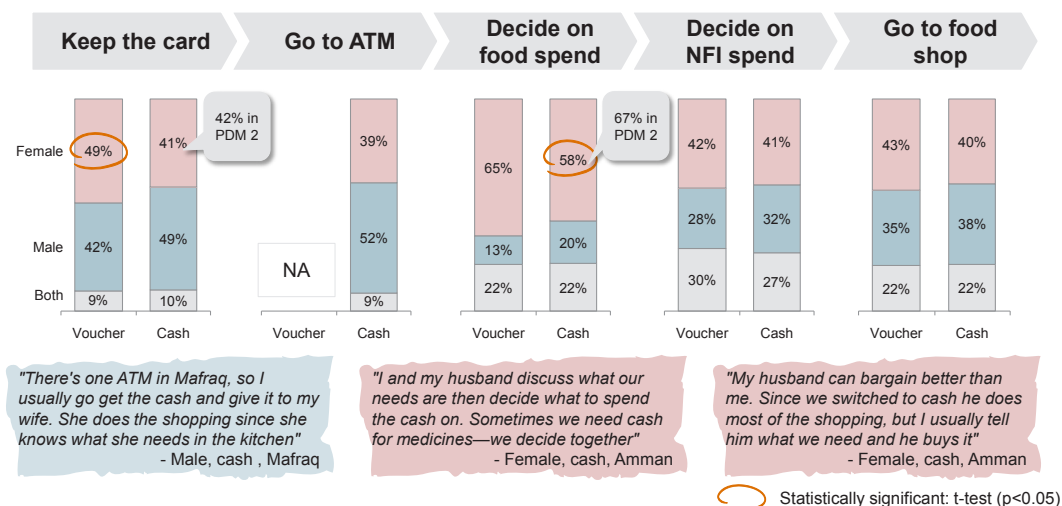 Keep the card
Go to ATM
Decide on
food spend
Decide on
NFI spend
Go to food
shop
Female
Male
Both
49%
42%
9%
41%
49%
10%
42% in
PDM 2
Voucher
Cash
NA
39%
52%
9%
Voucher
Cash
65%
13%
22%
58%
20%
22%
67% in
PDM 2
Voucher
Cash
42%
28%
30%
41%
32%
27%
Voucher
Cash
43%
35%
22%
40%
38%
22%
Voucher
Cash
"There's one ATM in Mafraq, so I
usually go get the cash and give it to my
wife. She does the shopping since she
knows what she needs in the kitchen"
- Male, cash , Mafraq
"I and my husband discuss what our
needs are then decide what to spend
the cash on. Sometimes we need cash
for medicines—we decide together"
- Female, cash, Amman
"My husband can bargain better than
me. Since we switched to cash he does
most of the shopping, but I usually tell
him what we need and he buys it"
- Female, cash, Amman
Statistically significant: t-test (p<0.05)